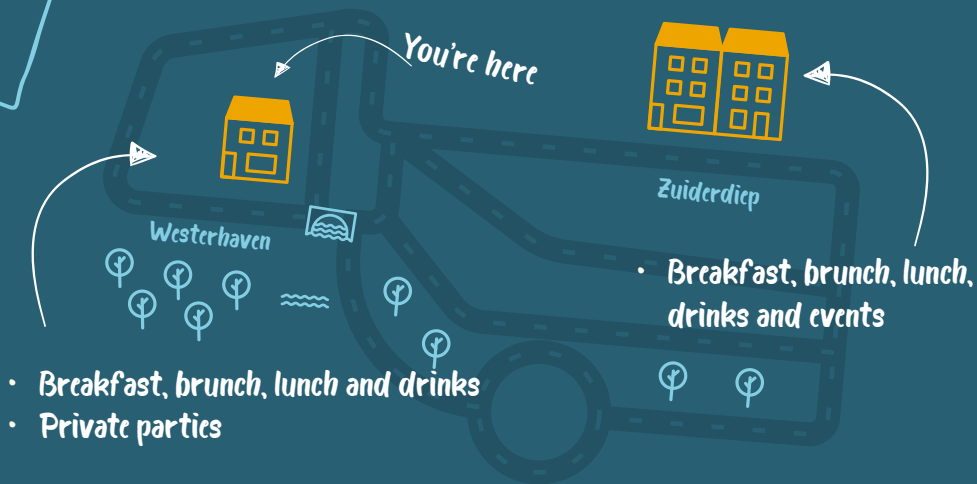 You're here
Zuiderdiep
Westerhaven
• Breakfast, brunch, lunch,
drinks and events
• Breakfast, brunch, lunch and drinks
• Private parties